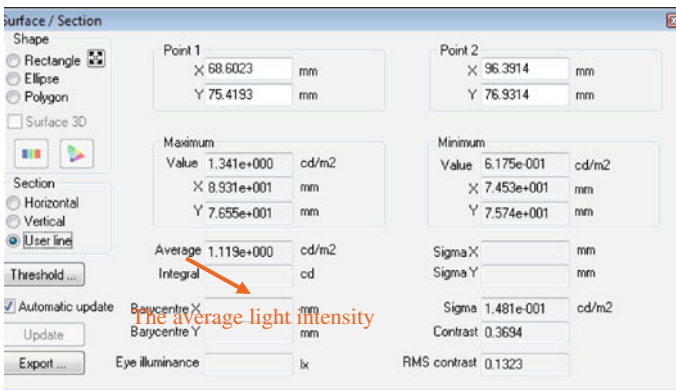 Surface / Section
Shape
Rectangle
Ellipse
Polygon
Surface 3D
Section
Horizontal
Vertical
User line
Threshold ...
Automatic update
Update
Export ...
Point 1
X 68.6023 mm
Y 75.4193 mm
Point 2
X 96.3914 mm
Y 76.9314 mm
Maximum
Value 1.341e+000 cd/m2
X 8.931e+001 mm
Y 7.655e+001 mm
Minimum
Value 6.175e-001 cd/m2
X 7.453e+001 mm
Y 7.574e+001 mm
Average 1.119e+000 cd/m2
Integral cd
Barycentre X mm
The average light intensity
Barycentre Y mm
Eye illuminance lx
Sigma X mm
Sigma Y mm
Sigma 1.481e-001 cd/m2
Contrast 0.3694
RMS contrast 0.1323